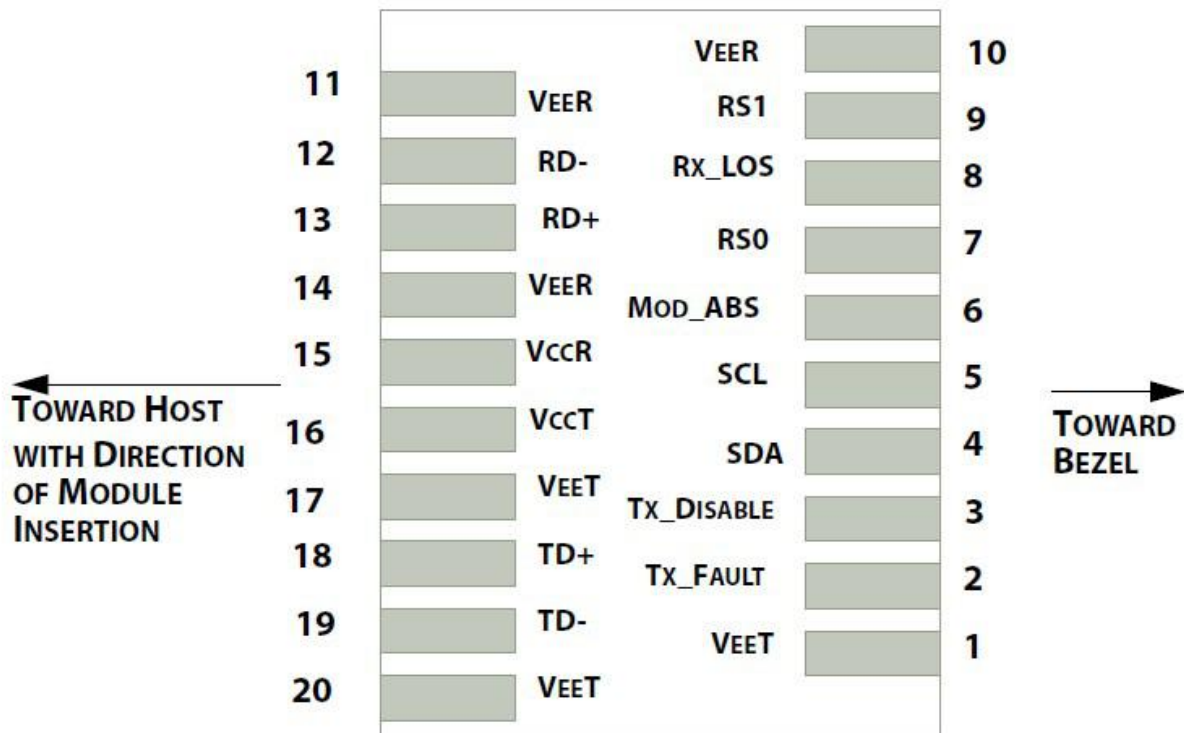 11 VEER
12 RD-
13 RD+
14 VEER
15 VCCR
16 VCCT
17 VEET
18 TD+
19 TD-
20 VEET
VEER 10
RS1 9
RX_LOS 8
RS0 7
MOD_ABS 6
SCL 5
SDA 4
TX_DISABLE 3
TX_FAULT 2
VEET 1
TOWARD HOST
WITH DIRECTION
OF MODULE
INSERTION
TOWARD
BEZEL